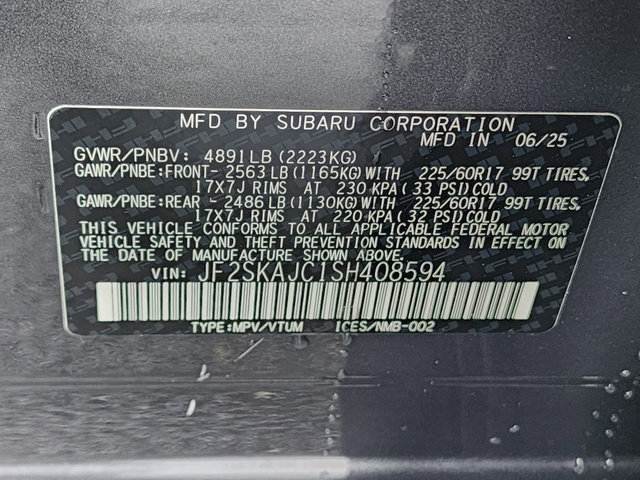 MFD BY SUBARU CORPORATION
MFD IN 06/25
GVWR/PNBV: 4891LB (2223KG)
GAWR/PNBE:FRONT- 2563 LB (1165KG) WITH 225/60R17 99T TIRES,
17X7J RIMS AT 230 KPA (33 PSI) COLD
GAWR/PNBE:REAR - 2486 LB (1130KG) WITH 225/60R17 99T TIRES,
17X7J RIMS AT 220 KPA (32 PSI) COLD
THIS VEHICLE CONFORMS TO ALL APPLICABLE FEDERAL MOTOR
VEHICLE SAFETY AND THEFT PREVENTION STANDARDS IN EFFECT
ON THE DATE OF MANUFACTURE SHOWN ABOVE.
VIN: JF2SKAJC1SH408594
TYPE:MPV/VTUM ICES/NMB-002